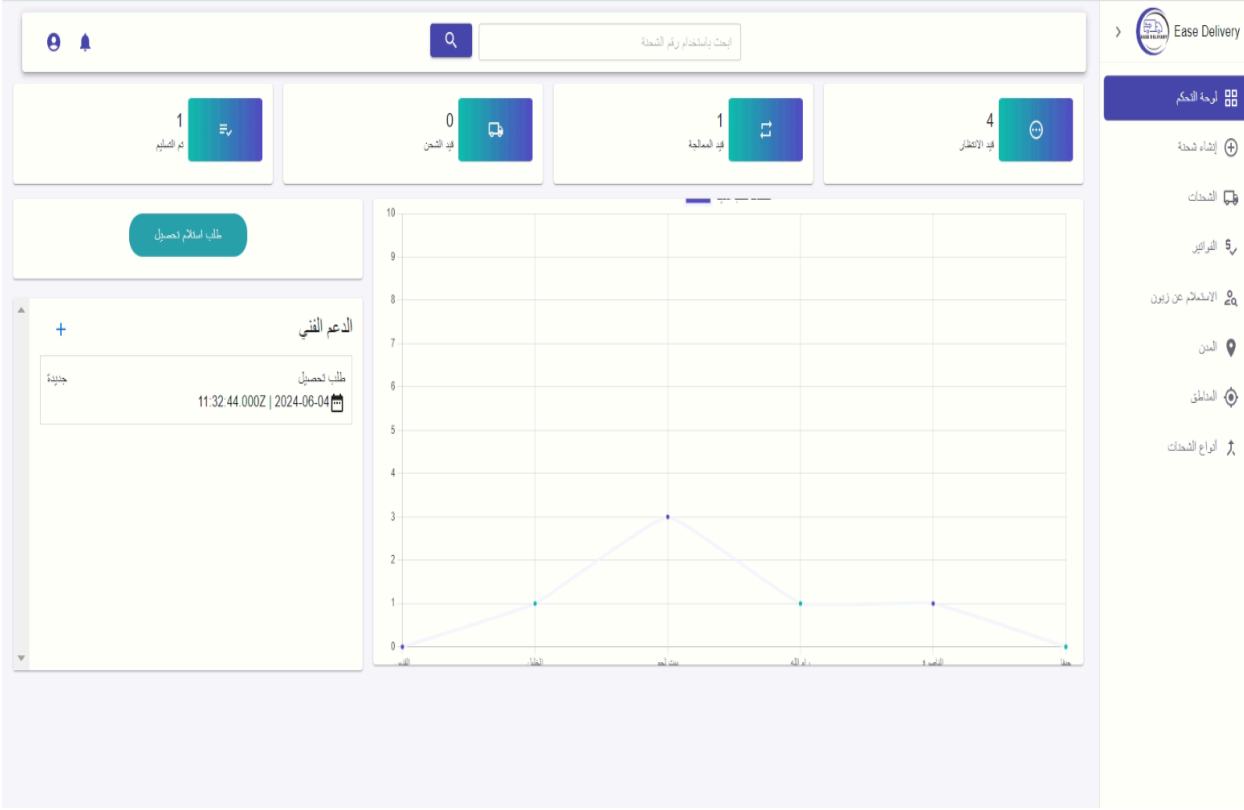 Ease Delivery
EASE DELIVERY
لوحة التحكم
إنشاء شحنة
الشحنات
الفواتير
الاستعلام عن زبون
المدن
المناطق
أنواع الشحنات
ابحث باستخدام رقم الشحنة
4
قيد الانتظار
1
قيد المعالجة
0
قيد الشحن
1
تم التسليم
10
9
8
7
6
5
4
3
2
1
0
طلب استلام تحصيل
الدعم الفني
+
طلب تحصيل
جديدة
11:32:44.000Z | 2024-06-04